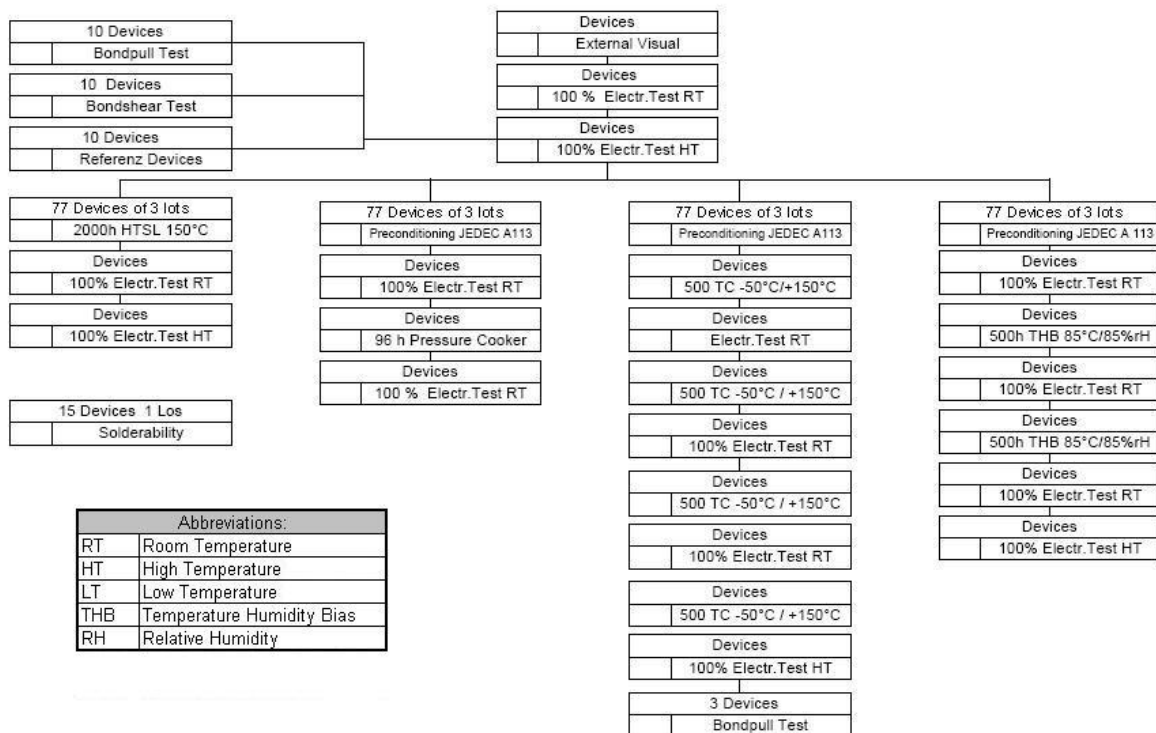 10 Devices
Bondpull Test
10 Devices
Bondshear Test
10 Devices
Referenz Devices
Devices
External Visual
Devices
100 % Electr.Test RT
Devices
100% Electr.Test HT
77 Devices of 3 lots
2000h HTSL 150°C
Devices
100% Electr.Test RT
Devices
100% Electr.Test HT
15 Devices 1 Los
Solderability
77 Devices of 3 lots
Preconditioning JEDEC A113
Devices
100% Electr.Test RT
Devices
96 h Pressure Cooker
Devices
100 % Electr.Test RT
77 Devices of 3 lots
Preconditioning JEDEC A113
Devices
500 TC -50°C/+150°C
Devices
Electr.Test RT
Devices
500 TC -50°C / +150°C
Devices
100% Electr.Test RT
Devices
500 TC -50°C / +150°C
Devices
100% Electr.Test RT
Devices
500 TC -50°C / +150°C
Devices
100% Electr.Test HT
3 Devices
Bondpull Test
77 Devices of 3 lots
Preconditioning JEDEC A 113
Devices
100% Electr.Test RT
Devices
500h THB 85°C/85%rH
Devices
100% Electr.Test RT
Devices
500h THB 85°C/85%rH
Devices
100% Electr.Test RT
Devices
100% Electr.Test HT
Abbreviations:
RT Room Temperature
HT High Temperature
LT Low Temperature
THB Temperature Humidity Bias
RH Relative Humidity